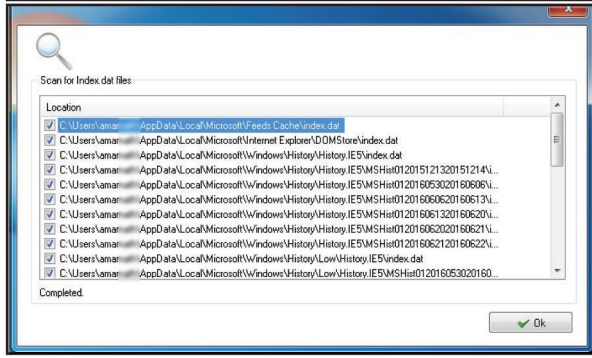 Scan for Index.dat files
Location
C:\Users\amar AppData\Local\Microsoft\Feeds Cache\index.dat
C:\Users\amar AppData\Local\Microsoft\Internet Explorer\DOMStore\index.dat
C:\Users\amar AppData\Local\Microsoft\Windows\History\History.IE5\index.dat
C:\Users\amar AppData\Local\Microsoft\Windows\History\History.IE5\MSHist012015121320151214\i...
C:\Users\amar AppData\Local\Microsoft\Windows\History\History.IE5\MSHist012016053020160606\i...
C:\Users\amar AppData\Local\Microsoft\Windows\History\History.IE5\MSHist012016060620160613\i...
C:\Users\amar AppData\Local\Microsoft\Windows\History\History.IE5\MSHist012016061320160620\i...
C:\Users\amar AppData\Local\Microsoft\Windows\History\History.IE5\MSHist012016062020160621\i...
C:\Users\amar AppData\Local\Microsoft\Windows\History\History.IE5\MSHist012016062120160622\i...
C:\Users\amar AppData\Local\Microsoft\Windows\History\Low\History.IE5\index.dat
C:\Users\amar AppData\Local\Microsoft\Windows\History\Low\History.IE5\MSHist012016053020160...
Completed.
Ok